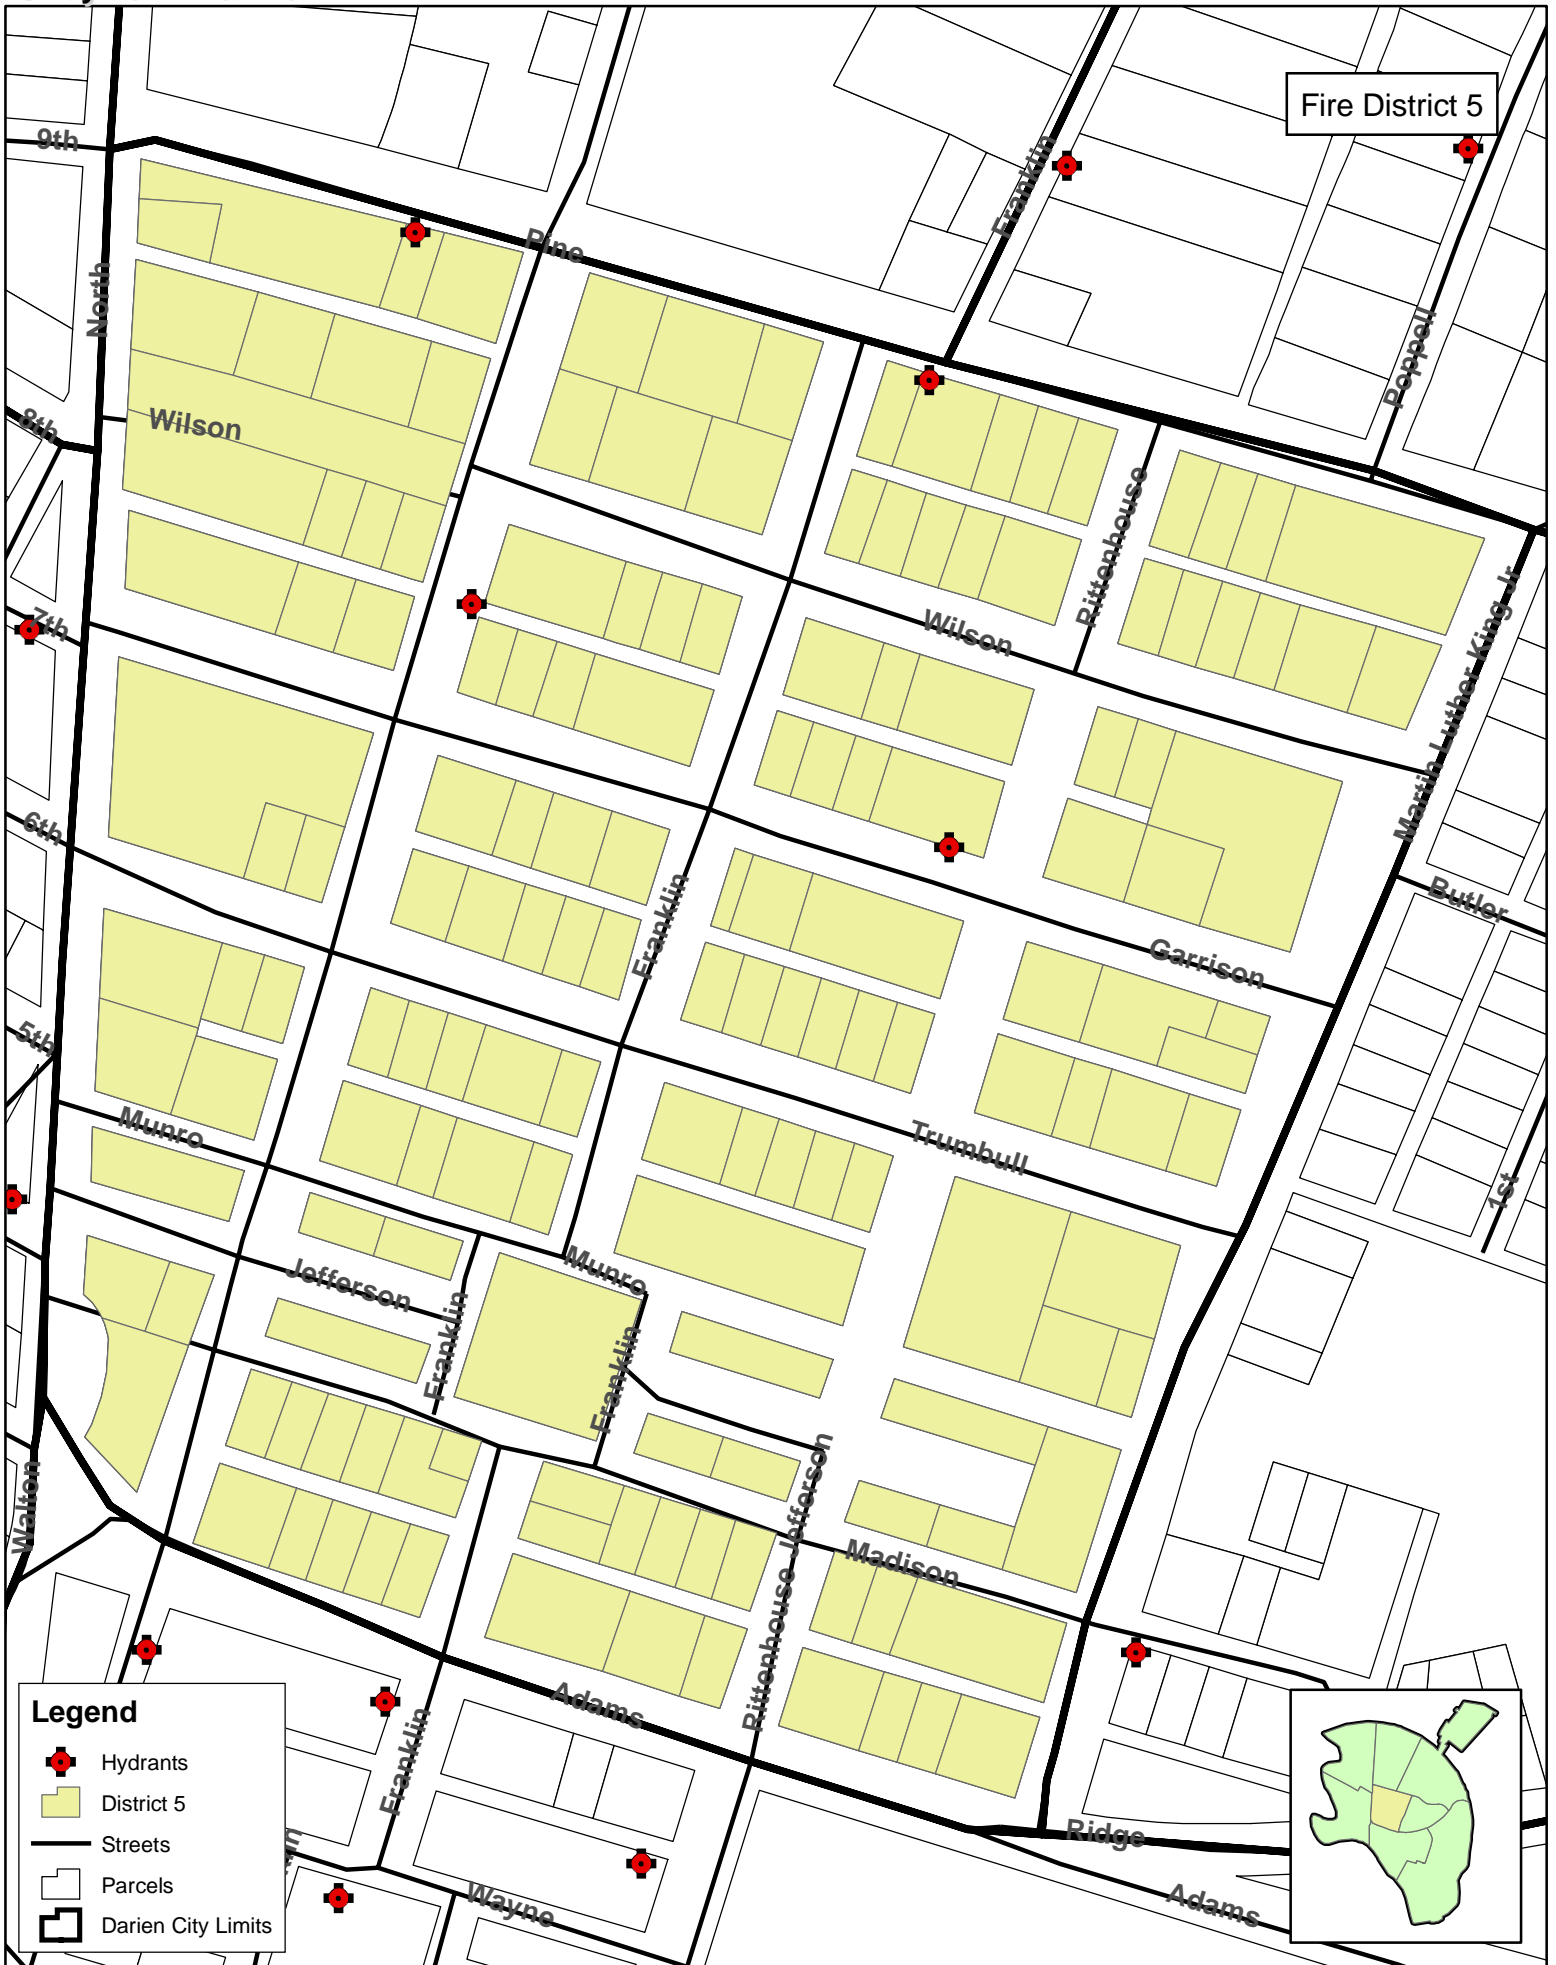 Fire District 5
9th
Franklin
Pine
North
Poppell
8th
Wilson
Rittenhouse
7th
Wilson
Martin Luther King Jr
6th
Franklin
Butler
Garrison
5th
Munro
Trumbull
1st
Munro
Jefferson
Franklin
Franklin
Jefferson
Walton
Madison
Rittenhouse
Adams
Franklin
Ridge
Wayne
Adams
Legend
Hydrants
District 5
Streets
Parcels
Darien City Limits